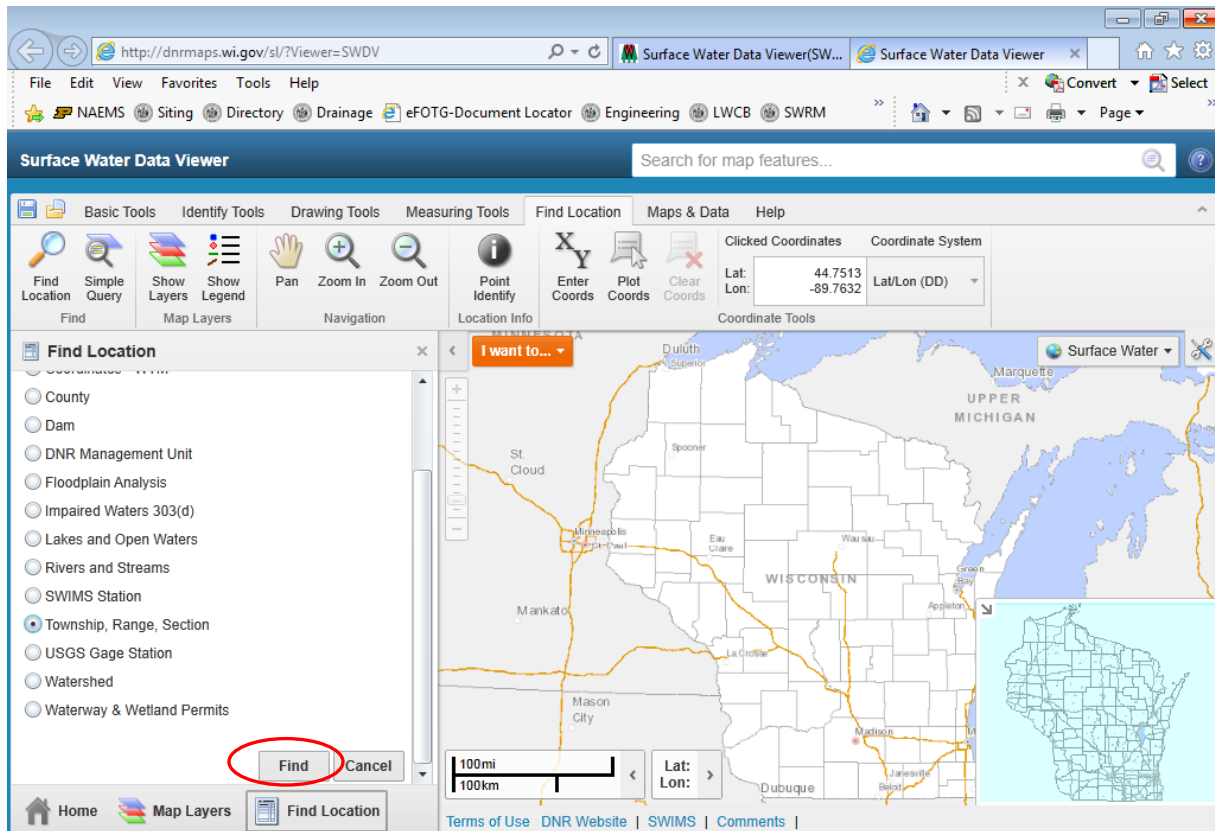 http://dnrmaps.wi.gov/sl/?Viewer=SWDV
Surface Water Data Viewer(SW...
Surface Water Data Viewer
File Edit View Favorites Tools Help
Convert
Select
NAEMS Siting Directory Drainage eFOTG-Document Locator Engineering LWCB SWRM
Page
Surface Water Data Viewer
Search for map features...
Basic Tools Identify Tools Drawing Tools Measuring Tools Find Location Maps & Data Help
Find Location
Simple Query
Show Layers
Show Legend
Pan
Zoom In
Zoom Out
Point Identify
Enter Coords
Plot Coords
Clear Coords
Clicked Coordinates
Coordinate System
Lat: 44.7513
Lon: -89.7632
Lat/Lon (DD)
Find
Map Layers
Navigation
Location Info
Coordinate Tools
Find Location
Coordinates - WTM
County
Dam
DNR Management Unit
Floodplain Analysis
Impaired Waters 303(d)
Lakes and Open Waters
Rivers and Streams
SWIMS Station
Township, Range, Section
USGS Gage Station
Watershed
Waterway & Wetland Permits
Find
Cancel
Home
Map Layers
Find Location
I want to...
Surface Water
MINNESOTA
Duluth
Superior
Marquette
UPPER
MICHIGAN
Spooner
St.
Cloud
Minneapolis
St. Paul
Eau
Claire
Wausau
WISCONSIN
Green
Bay
Appleton
Mankato
La Crosse
Mason
City
Madison
M
Janesville
Beloit
Dubuque
100mi
100km
Lat:
Lon:
Terms of Use DNR Website | SWIMS | Comments |